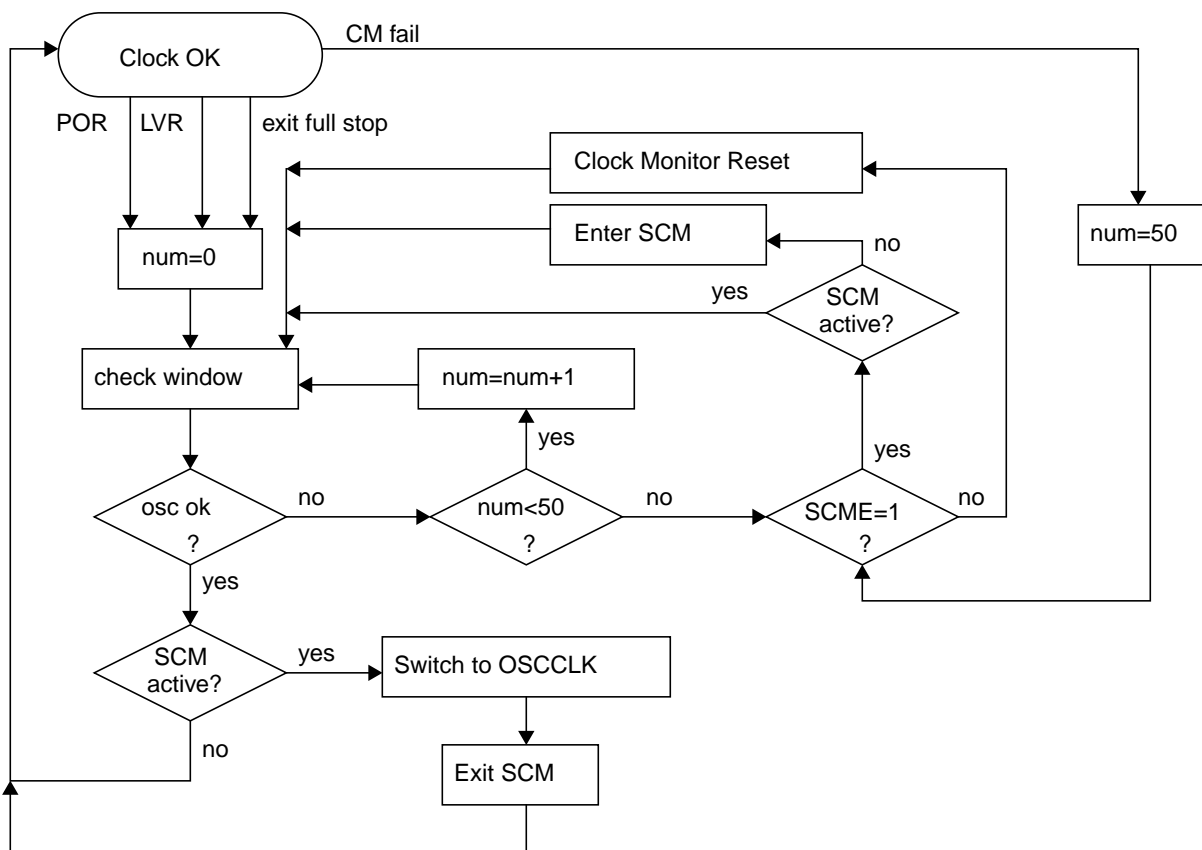 CM fail
Clock OK
POR
LVR
exit full stop
Clock Monitor Reset
Enter SCM
no
num=50
num=0
yes
SCM
active?
check window
num=num+1
yes
yes
osc ok
?
no
num<50
?
no
SCME=1
?
no
yes
SCM
active?
yes
Switch to OSCCLK
no
Exit SCM